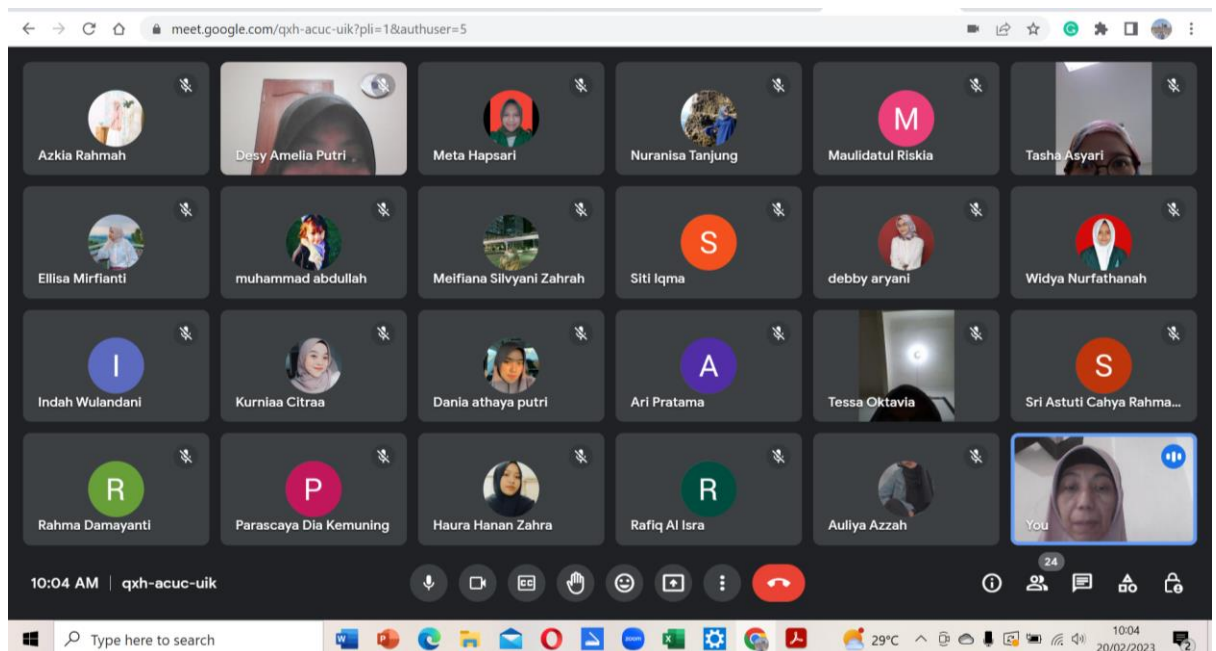 meet.google.com/qxh-acuc-uik?pli=1&authuser=5
Azkia Rahmah
Desy Amelia Putri
Meta Hapsari
Nuranisa Tanjung
M
Maulidatul Riskia
Tasha Asyari
Ellisa Mirfianti
muhammad abdullah
Meifiana Silvyani Zahrah
S
Siti Iqma
debby aryani
Widya Nurfathanah
I
Indah Wulandani
Kurniaa Citraa
Dania athaya putri
A
Ari Pratama
Tessa Oktavia
S
Sri Astuti Cahya Rahma...
R
Rahma Damayanti
P
Parascaya Dia Kemuning
Haura Hanan Zahra
R
Rafiq Al Isra
Auliya Azzah
You
10:04 AM | qxh-acuc-uik
CC
24
Type here to search
zoom
29°C
10:04
20/02/2023
2